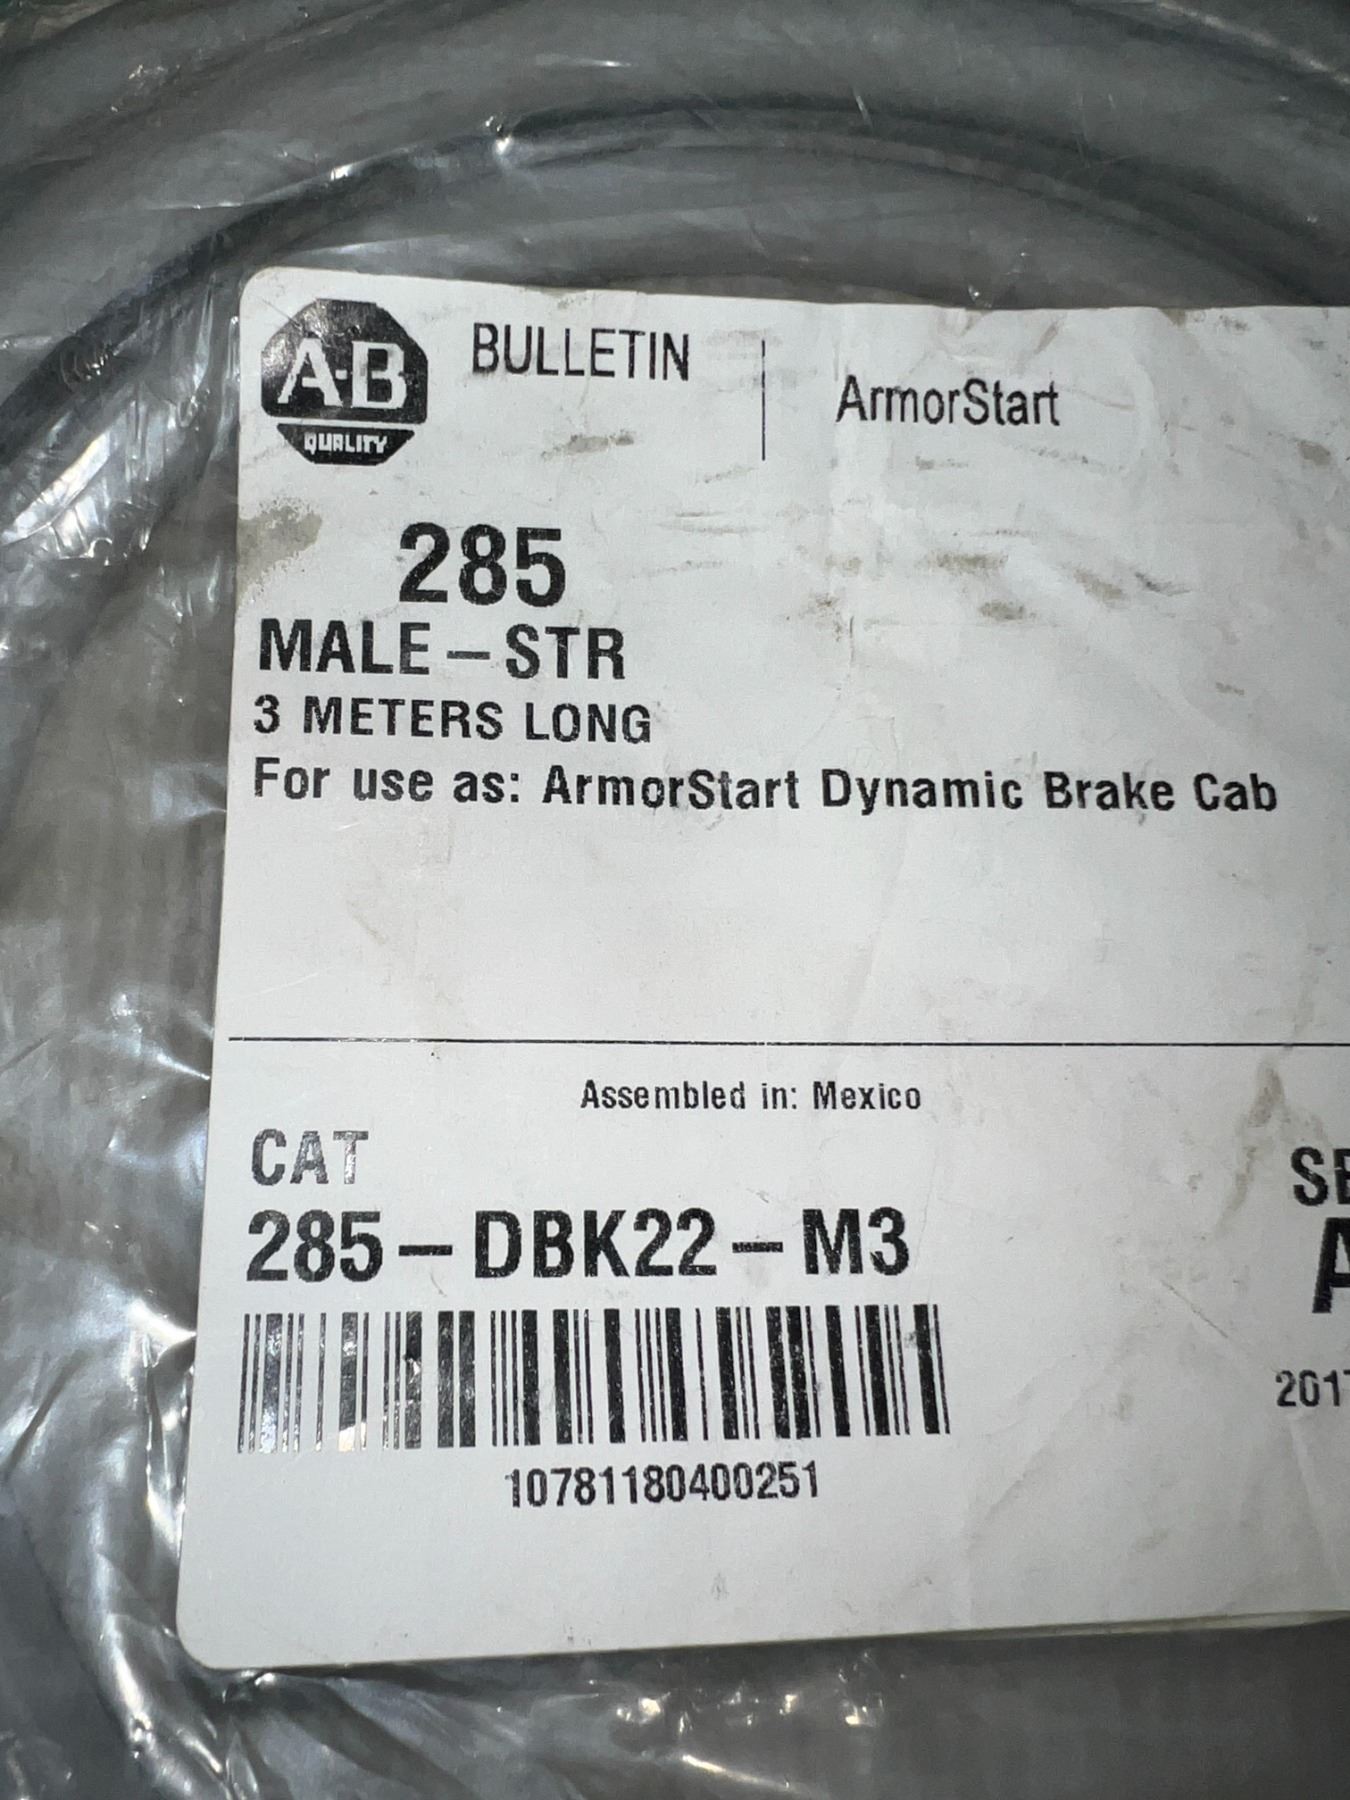 A-B
QUALITY
BULLETIN
ArmorStart
285
MALE – STR
3 METERS LONG
For use as: ArmorStart Dynamic Brake Cab
Assembled in: Mexico
CAT
285 – DBK22 – M3
10781180400251
A
201